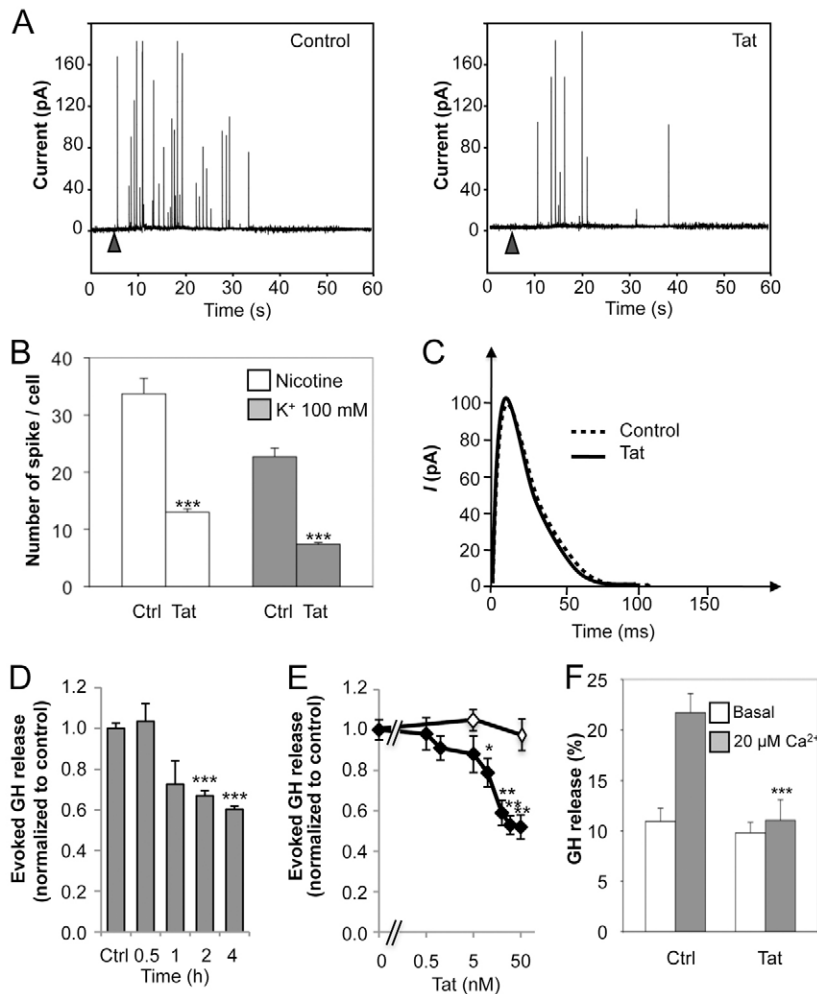 A
Control
Current (pA)
160
120
80
40
0
0 10 20 30 40 50 60
Time (s)
Tat
Current (pA)
160
120
80
40
0
0 10 20 30 40 50 60
Time (s)
B
Number of spike / cell
40
30
20
10
0
Nicotine
K⁺ 100 mM
***
***
Ctrl Tat
Ctrl Tat
C
I (pA)
100
80
60
40
20
0
Control
Tat
0 50 100 150
Time (ms)
D
Evoked GH release
(normalized to control)
1.2
1.0
0.8
0.6
0.4
0.2
0.0
***
***
Ctrl 0.5 1 2 4
Time (h)
E
Evoked GH release
(normalized to control)
1.2
1.0
0.8
0.6
0.4
0.2
0.0
*
**
**
**
0 0.5 5 50
Tat (nM)
F
GH release (%)
25
20
15
10
5
0
Basal
20 µM Ca²⁺
***
Ctrl Tat